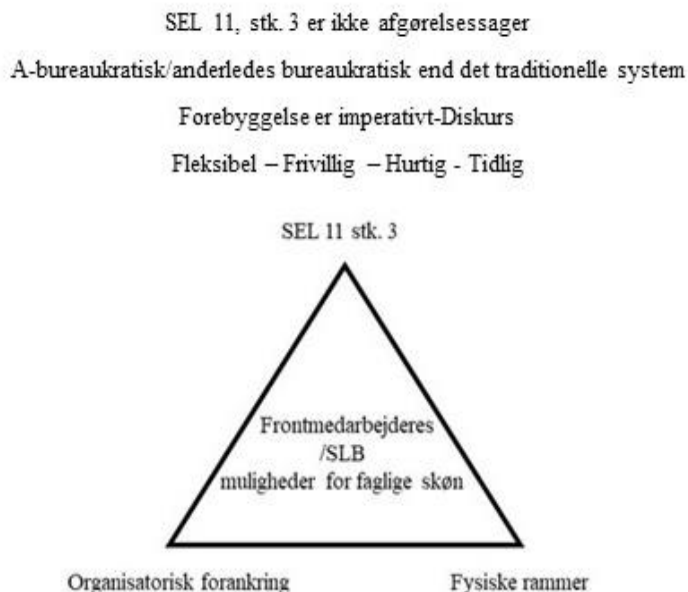 SEL 11, stk. 3 er ikke afgørelsessager
A-bureaukratisk/anderledes bureaukratisk end det traditionelle system
Forebyggelse er imperativt-Diskurs
Fleksibel – Frivillig – Hurtig - Tidlig
SEL 11 stk. 3
Frontmedarbejderes
/SLB
muligheder for faglige skøn
Organisatorisk forankring
Fysiske rammer